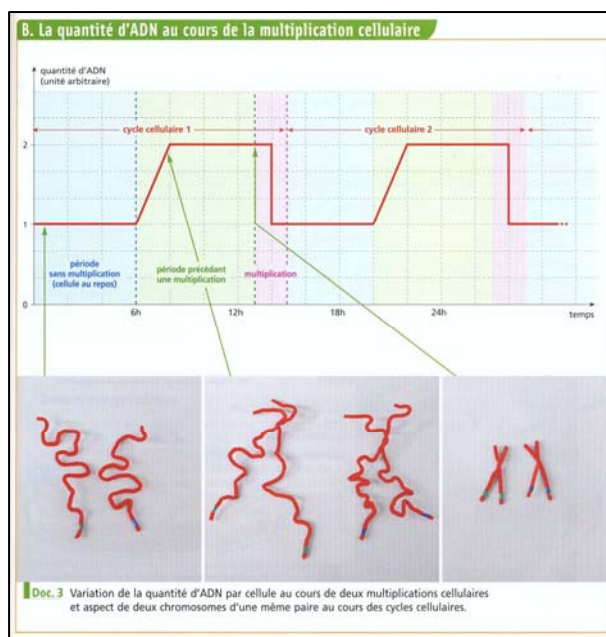 B. La quantité d'ADN au cours de la multiplication cellulaire
quantité d'ADN
(unité arbitraire)
cycle cellulaire 1
cycle cellulaire 2
2
1
période
sans multiplication
(cellule au repos)
période précédant
une multiplication
multiplication
0
6h
12h
18h
24h
temps
Doc. 3 Variation de la quantité d'ADN par cellule au cours de deux multiplications cellulaires
et aspect de deux chromosomes d'une même paire au cours des cycles cellulaires.